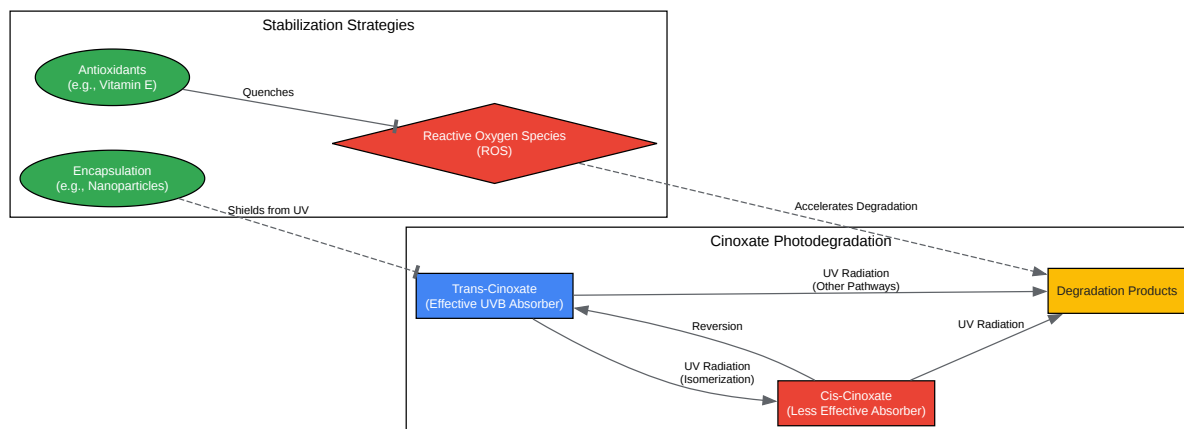 Stabilization Strategies
Antioxidants
(e.g., Vitamin E)
Quenches
Reactive Oxygen Species
(ROS)
Encapsulation
(e.g., Nanoparticles)
Shields from UV
Accelerates Degradation
Cinoxate Photodegradation
Trans-Cinoxate
(Effective UVB Absorber)
UV Radiation
(Other Pathways)
Degradation Products
Reversion
UV Radiation
UV Radiation
(Isomerization)
Cis-Cinoxate
(Less Effective Absorber)